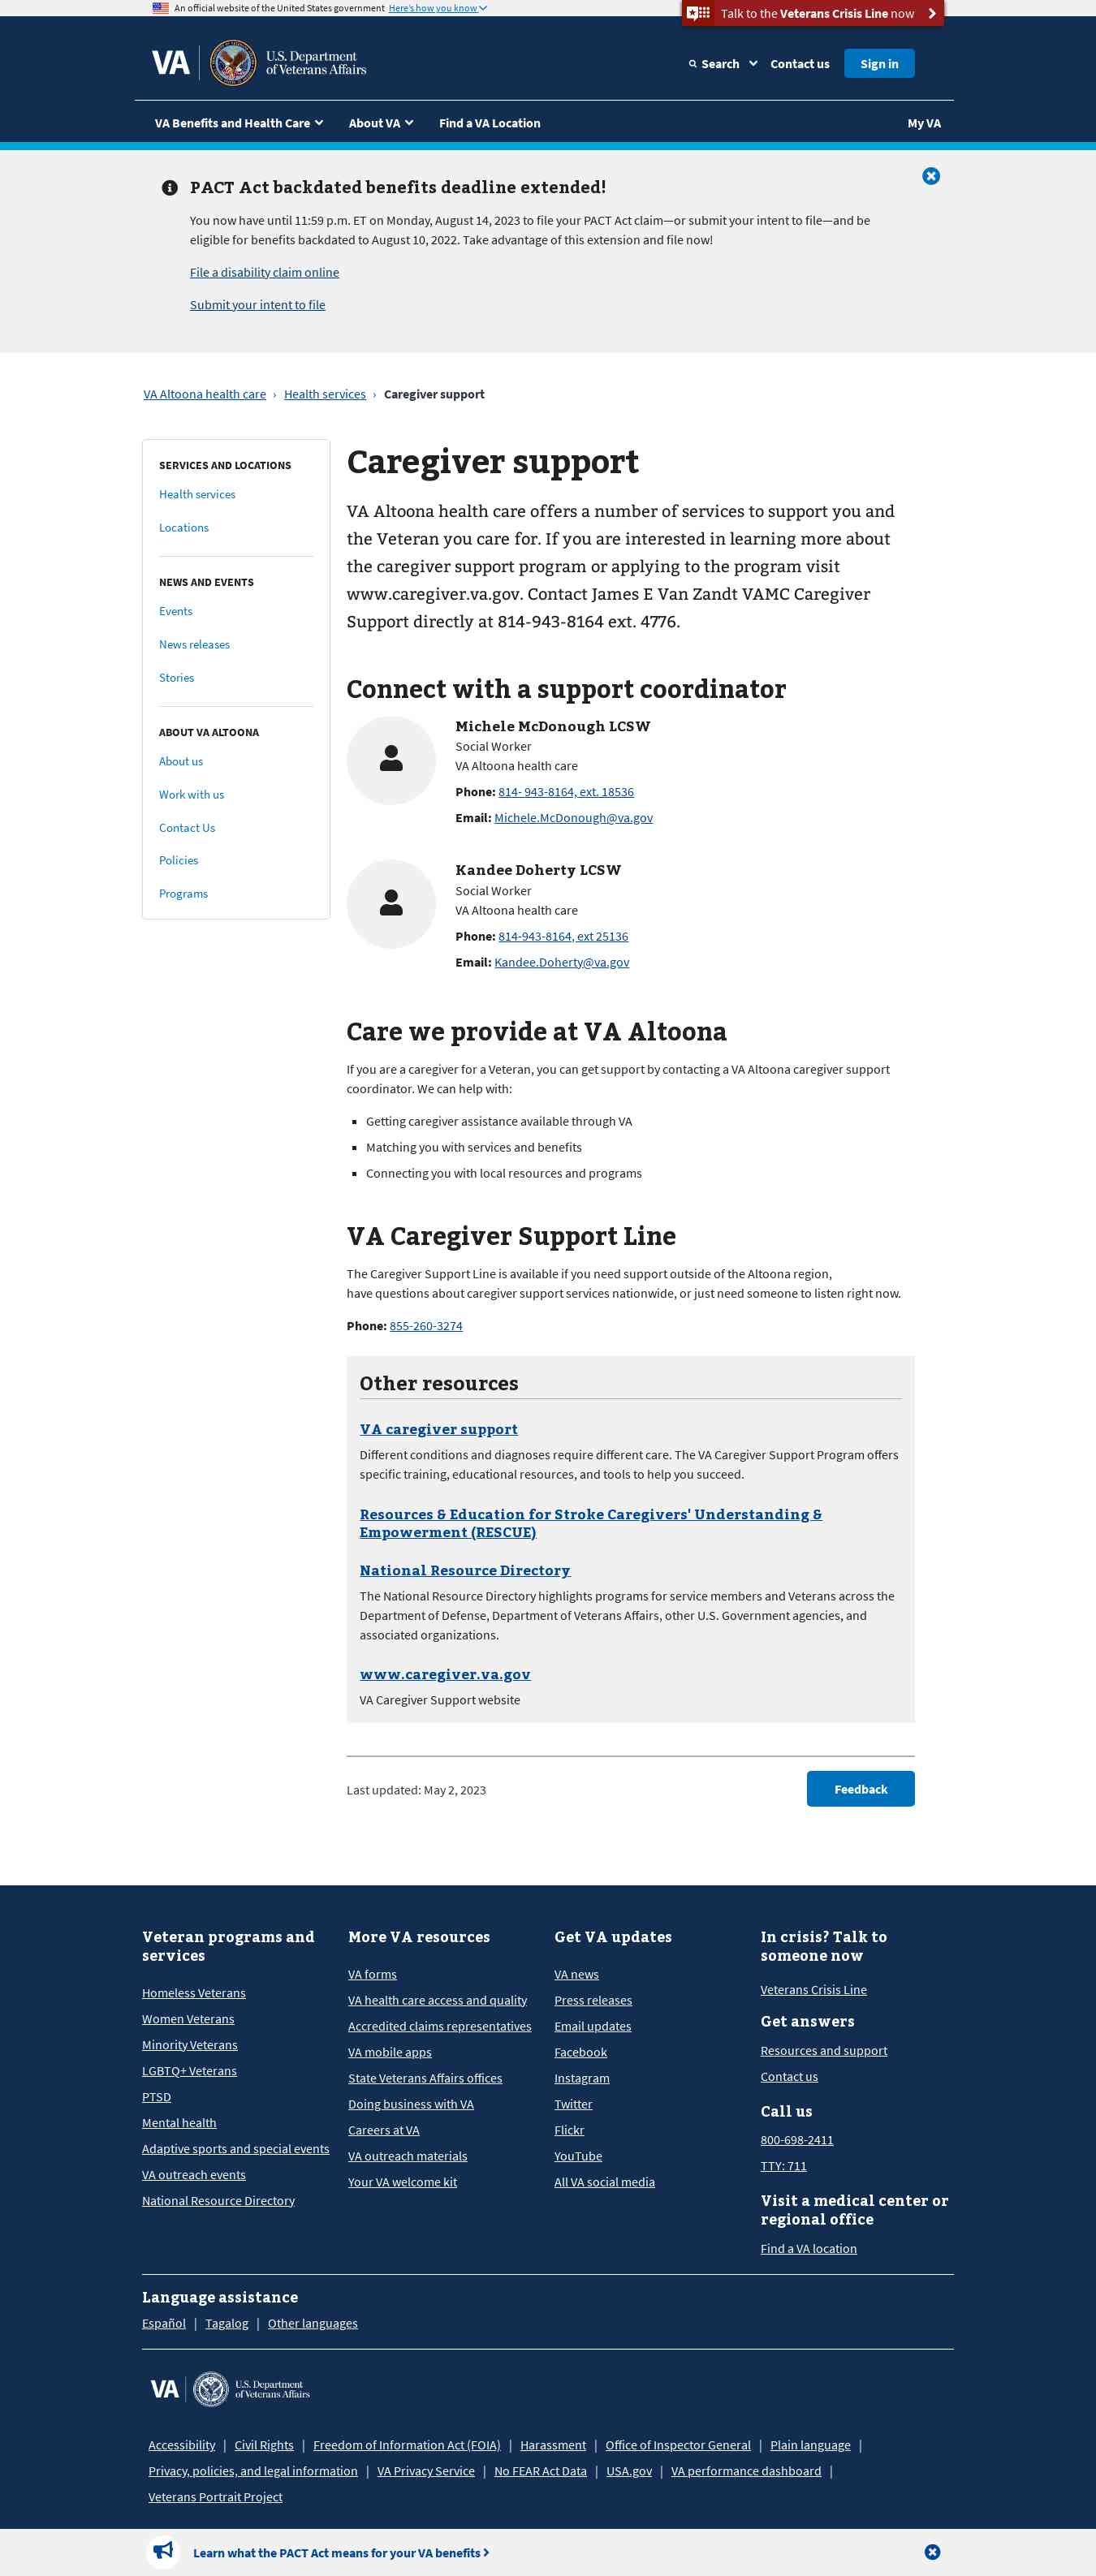 An official website of the United States government Here's how you know
Talk to the Veterans Crisis Line now
VA
U.S. Department
of Veterans Affairs
Search
Contact us
Sign in
VA Benefits and Health Care
About VA
Find a VA Location
My VA
PACT Act backdated benefits deadline extended!
You now have until 11:59 p.m. ET on Monday, August 14, 2023 to file your PACT Act claim—or submit your intent to file—and be
eligible for benefits backdated to August 10, 2022. Take advantage of this extension and file now!
File a disability claim online
Submit your intent to file
VA Altoona health care › Health services › Caregiver support
SERVICES AND LOCATIONS
Health services
Locations
NEWS AND EVENTS
Events
News releases
Stories
ABOUT VA ALTOONA
About us
Work with us
Contact Us
Policies
Programs
Caregiver support
VA Altoona health care offers a number of services to support you and
the Veteran you care for. If you are interested in learning more about
the caregiver support program or applying to the program visit
www.caregiver.va.gov. Contact James E Van Zandt VAMC Caregiver
Support directly at 814-943-8164 ext. 4776.
Connect with a support coordinator
Michele McDonough LCSW
Social Worker
VA Altoona health care
Phone: 814- 943-8164, ext. 18536
Email: Michele.McDonough@va.gov
Kandee Doherty LCSW
Social Worker
VA Altoona health care
Phone: 814-943-8164, ext 25136
Email: Kandee.Doherty@va.gov
Care we provide at VA Altoona
If you are a caregiver for a Veteran, you can get support by contacting a VA Altoona caregiver support
coordinator. We can help with:
▪ Getting caregiver assistance available through VA
▪ Matching you with services and benefits
▪ Connecting you with local resources and programs
VA Caregiver Support Line
The Caregiver Support Line is available if you need support outside of the Altoona region,
have questions about caregiver support services nationwide, or just need someone to listen right now.
Phone: 855-260-3274
Other resources
VA caregiver support
Different conditions and diagnoses require different care. The VA Caregiver Support Program offers
specific training, educational resources, and tools to help you succeed.
Resources & Education for Stroke Caregivers' Understanding &
Empowerment (RESCUE)
National Resource Directory
The National Resource Directory highlights programs for service members and Veterans across the
Department of Defense, Department of Veterans Affairs, other U.S. Government agencies, and
associated organizations.
www.caregiver.va.gov
VA Caregiver Support website
Last updated: May 2, 2023
Feedback
Veteran programs and
services
Homeless Veterans
Women Veterans
Minority Veterans
LGBTQ+ Veterans
PTSD
Mental health
Adaptive sports and special events
VA outreach events
National Resource Directory
More VA resources
VA forms
VA health care access and quality
Accredited claims representatives
VA mobile apps
State Veterans Affairs offices
Doing business with VA
Careers at VA
VA outreach materials
Your VA welcome kit
Get VA updates
VA news
Press releases
Email updates
Facebook
Instagram
Twitter
Flickr
YouTube
All VA social media
In crisis? Talk to
someone now
Veterans Crisis Line
Get answers
Resources and support
Contact us
Call us
800-698-2411
TTY: 711
Visit a medical center or
regional office
Find a VA location
Language assistance
Español | Tagalog | Other languages
VA
U.S. Department
of Veterans Affairs
Accessibility | Civil Rights | Freedom of Information Act (FOIA) | Harassment | Office of Inspector General | Plain language |
Privacy, policies, and legal information | VA Privacy Service | No FEAR Act Data | USA.gov | VA performance dashboard |
Veterans Portrait Project
Learn what the PACT Act means for your VA benefits